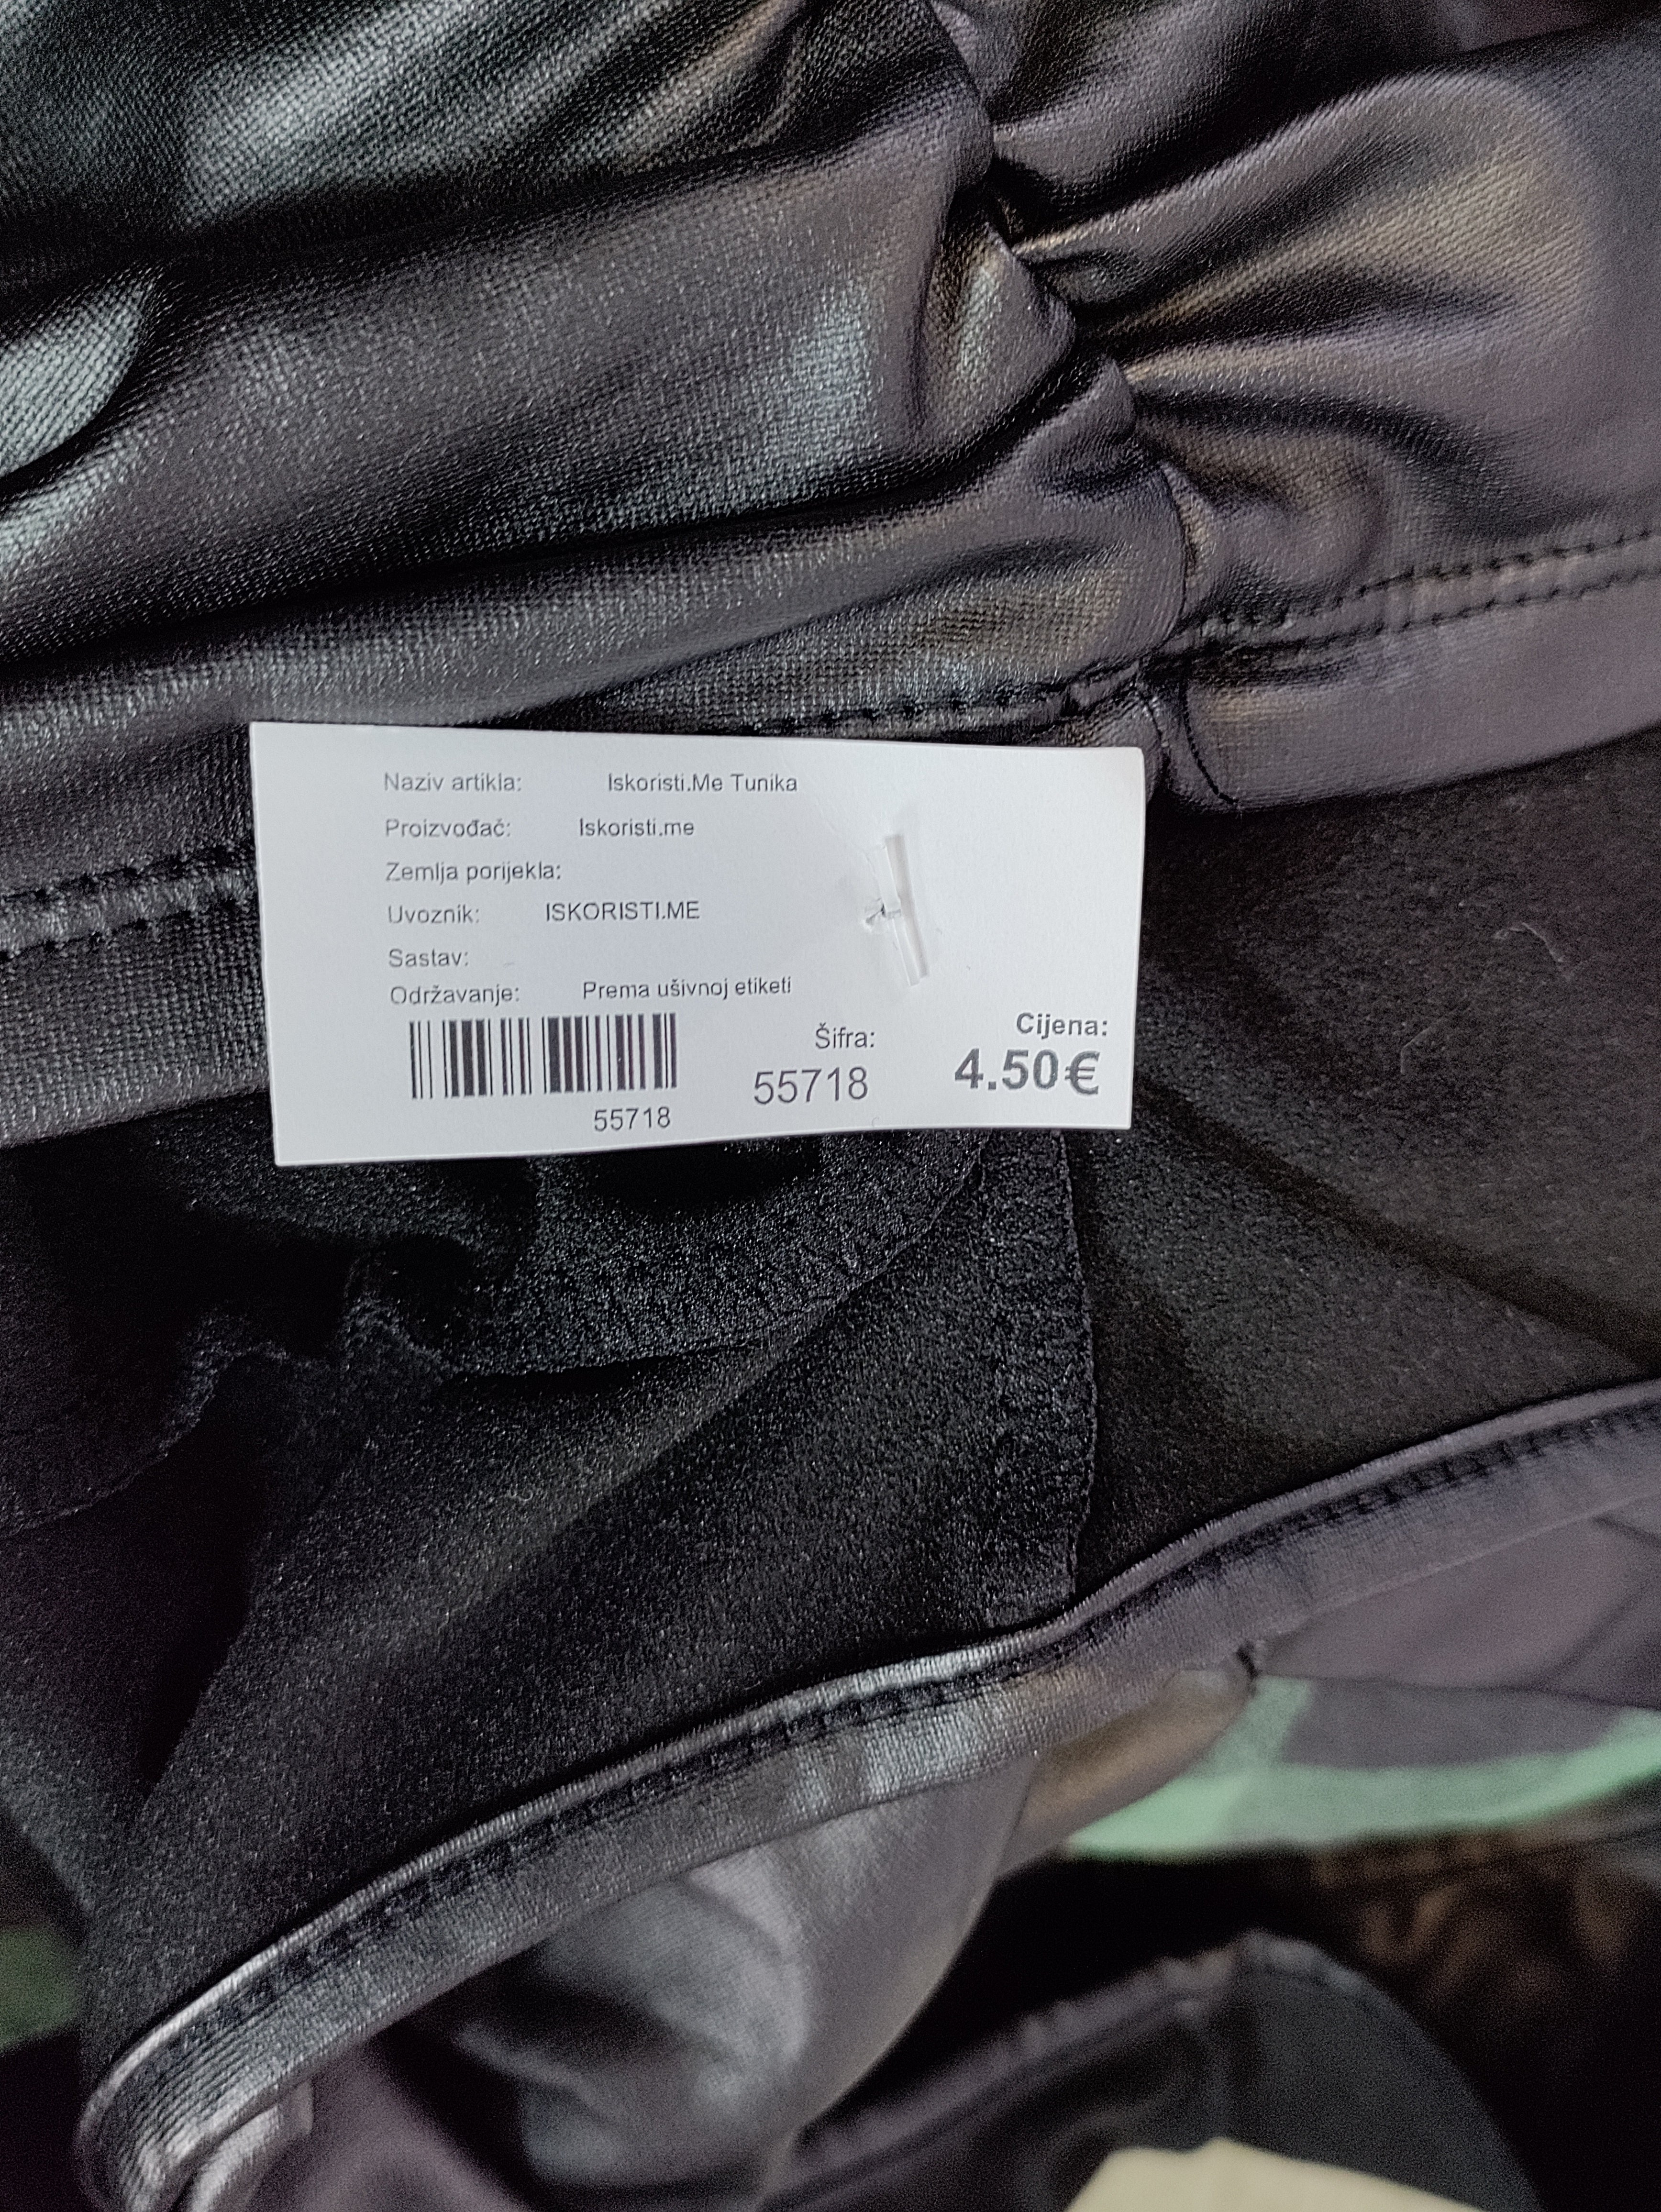 Naziv artikla: Iskoristi.Me Tunika
Proizvođač: Iskoristi.me
Zemlja porijekla:
Uvoznik: ISKORISTI.ME
Sastav:
Održavanje: Prema ušivnoj etiketi
Šifra: Cijena:
55718 4.50€
55718